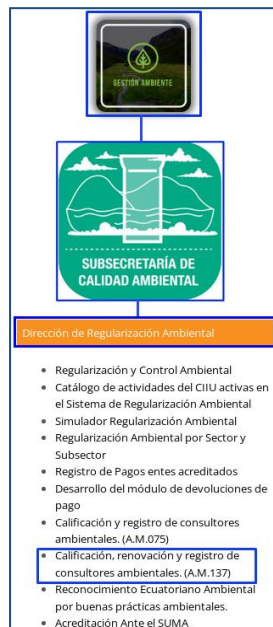 GESTIÓN AMBIENTE
SUBSECRETARÍA DE
CALIDAD AMBIENTAL
Dirección de Regularización Ambiental
Regularización y Control Ambiental
Catálogo de actividades del CIIU activas en
el Sistema de Regularización Ambiental
Simulador Regularización Ambiental
Regularización Ambiental por Sector y
Subsector
Registro de Pagos entes acreditados
Desarrollo del módulo de devoluciones de
pago
Calificación y registro de consultores
ambientales. (A.M.075)
Calificación, renovación y registro de
consultores ambientales. (A.M.137)
Reconocimiento Ecuatoriano Ambiental
por buenas prácticas ambientales.
Acreditación Ante el SUMA